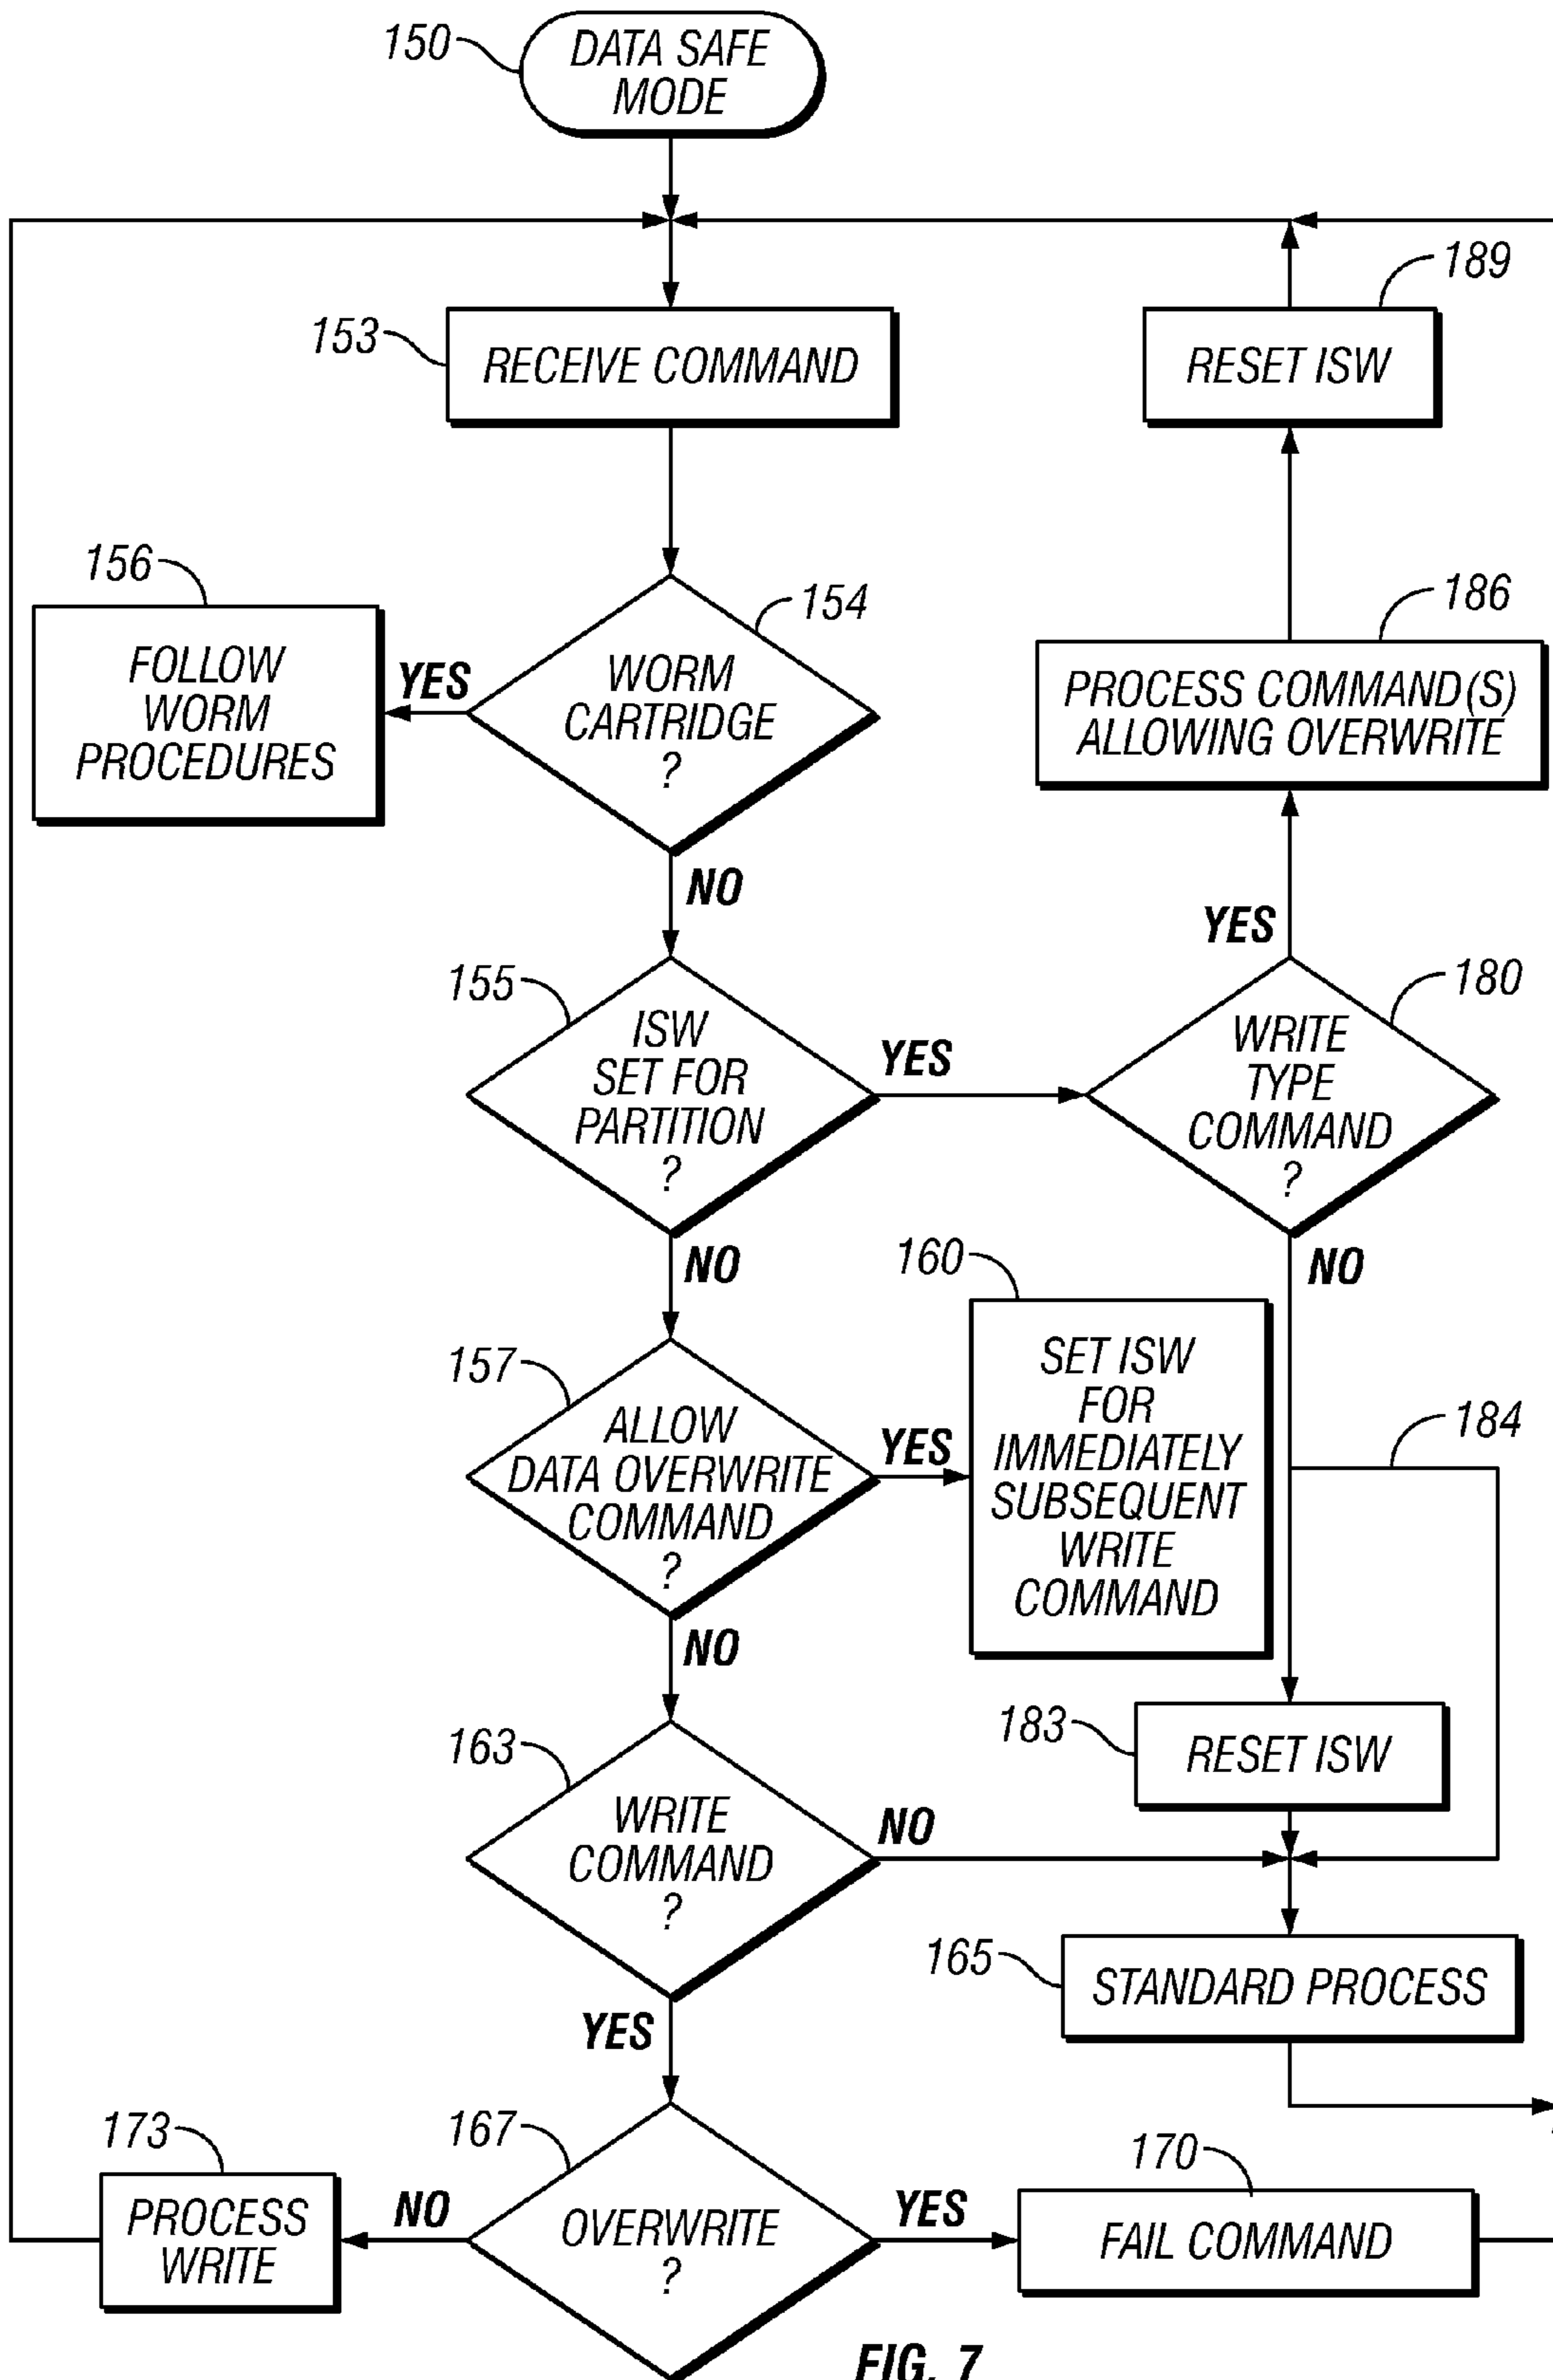 150
DATA SAFE
MODE
153
RECEIVE COMMAND
189
RESET ISW
156
FOLLOW
WORM
PROCEDURES
YES
154
WORM
CARTRIDGE
?
186
PROCESS COMMAND(S)
ALLOWING OVERWRITE
NO
YES
155
ISW
SET FOR
PARTITION
?
YES
180
WRITE
TYPE
COMMAND
?
NO
NO
157
ALLOW
DATA OVERWRITE
COMMAND
?
YES
160
SET ISW
FOR
IMMEDIATELY
SUBSEQUENT
WRITE
COMMAND
184
NO
183
RESET ISW
163
WRITE
COMMAND
?
NO
165
STANDARD PROCESS
YES
173
PROCESS
WRITE
NO
167
OVERWRITE
?
YES
170
FAIL COMMAND
FIG. 7